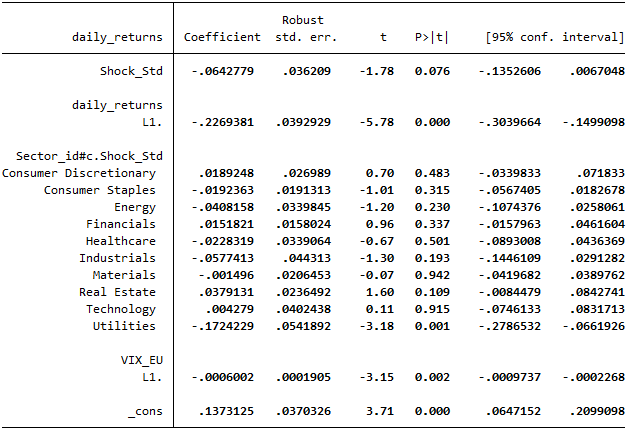 Robust
daily_returns Coefficient std. err. t P>|t| [95% conf. interval]
Shock_Std -.0642779 .036209 -1.78 0.076 -.1352606 .0067048
daily_returns
L1. -.2269381 .0392929 -5.78 0.000 -.3039664 -.1499098
Sector_id#c.Shock_Std
Consumer Discretionary .0189248 .026989 0.70 0.483 -.0339833 .071833
Consumer Staples -.0192363 .0191313 -1.01 0.315 -.0567405 .0182678
Energy -.0408158 .0339845 -1.20 0.230 -.1074376 .0258061
Financials .0151821 .0158024 0.96 0.337 -.0157963 .0461604
Healthcare -.0228319 .0339064 -0.67 0.501 -.0893008 .0436369
Industrials -.0577413 .044313 -1.30 0.193 -.1446109 .0291282
Materials -.001496 .0206453 -0.07 0.942 -.0419682 .0389762
Real Estate .0379131 .0236492 1.60 0.109 -.0084479 .0842741
Technology .004279 .0402438 0.11 0.915 -.0746133 .0831713
Utilities -.1724229 .0541892 -3.18 0.001 -.2786532 -.0661926
VIX_EU
L1. -.0006002 .0001905 -3.15 0.002 -.0009737 -.0002268
_cons .1373125 .0370326 3.71 0.000 .0647152 .2099098